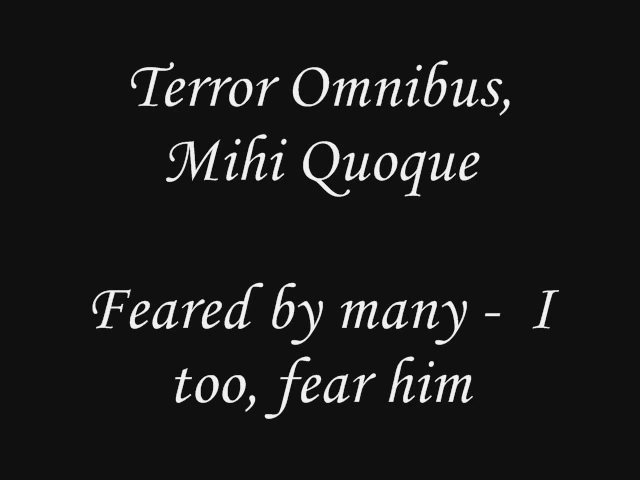 Terror Omnibus,
Mihi Quoque
Feared by many - I
too, fear him